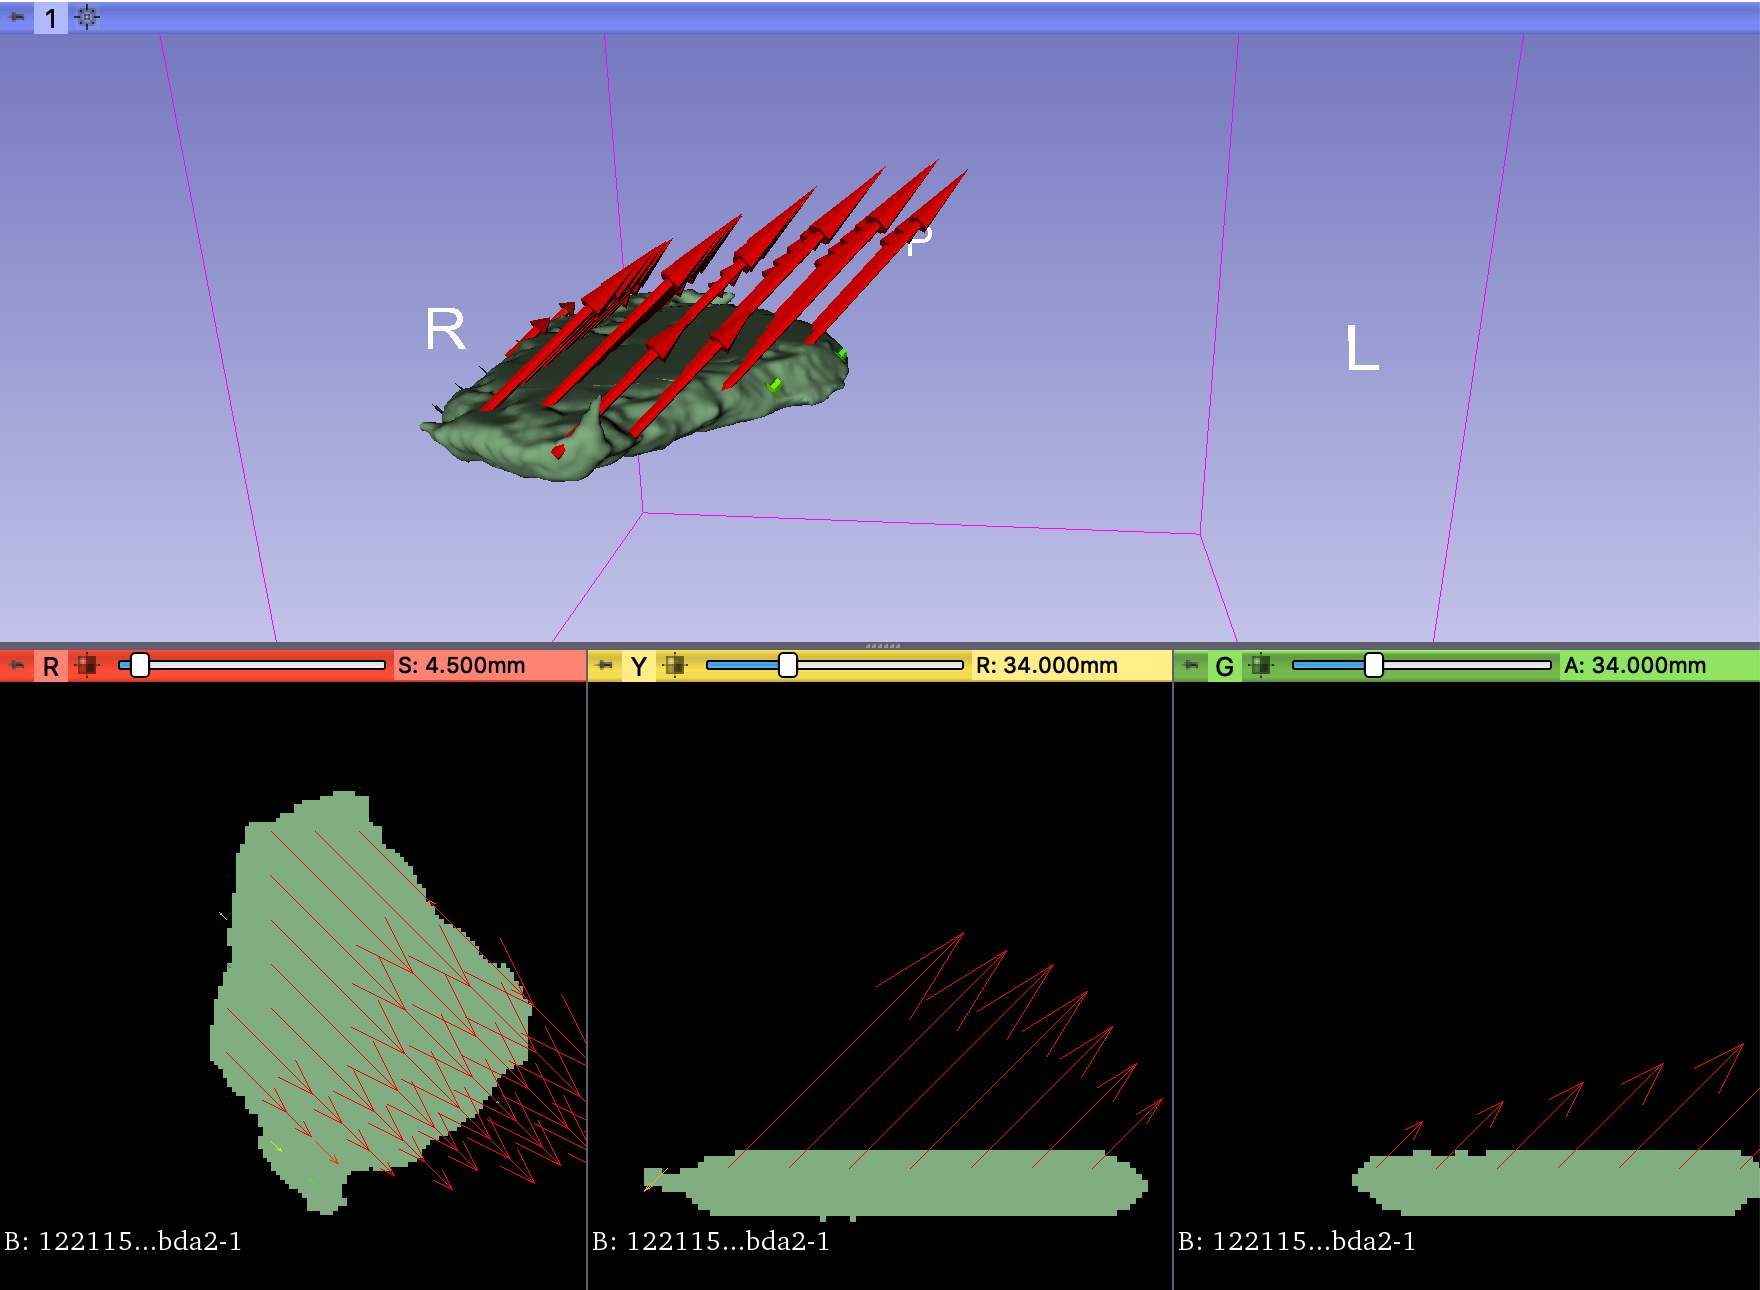 1
R
P
L
R S: 4.500mm
Y R: 34.000mm
G A: 34.000mm
B: 122115...bda2-1
B: 122115...bda2-1
B: 122115...bda2-1